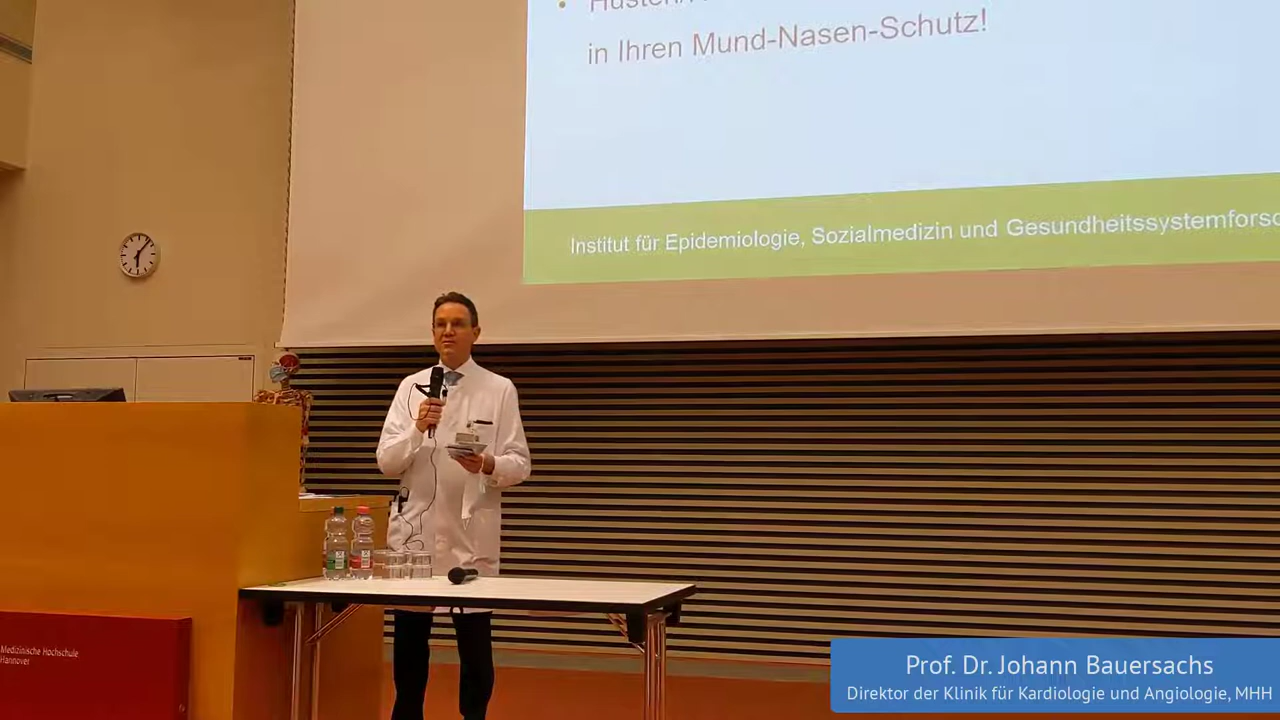 in Ihren Mund-Nasen-Schutz!
Institut für Epidemiologie, Sozialmedizin und
Medizinische Hochschule
Hannover
Prof. Dr. Johann Bauersachs
Direktor der Klinik für Kardiologie und Angiologie, MHH